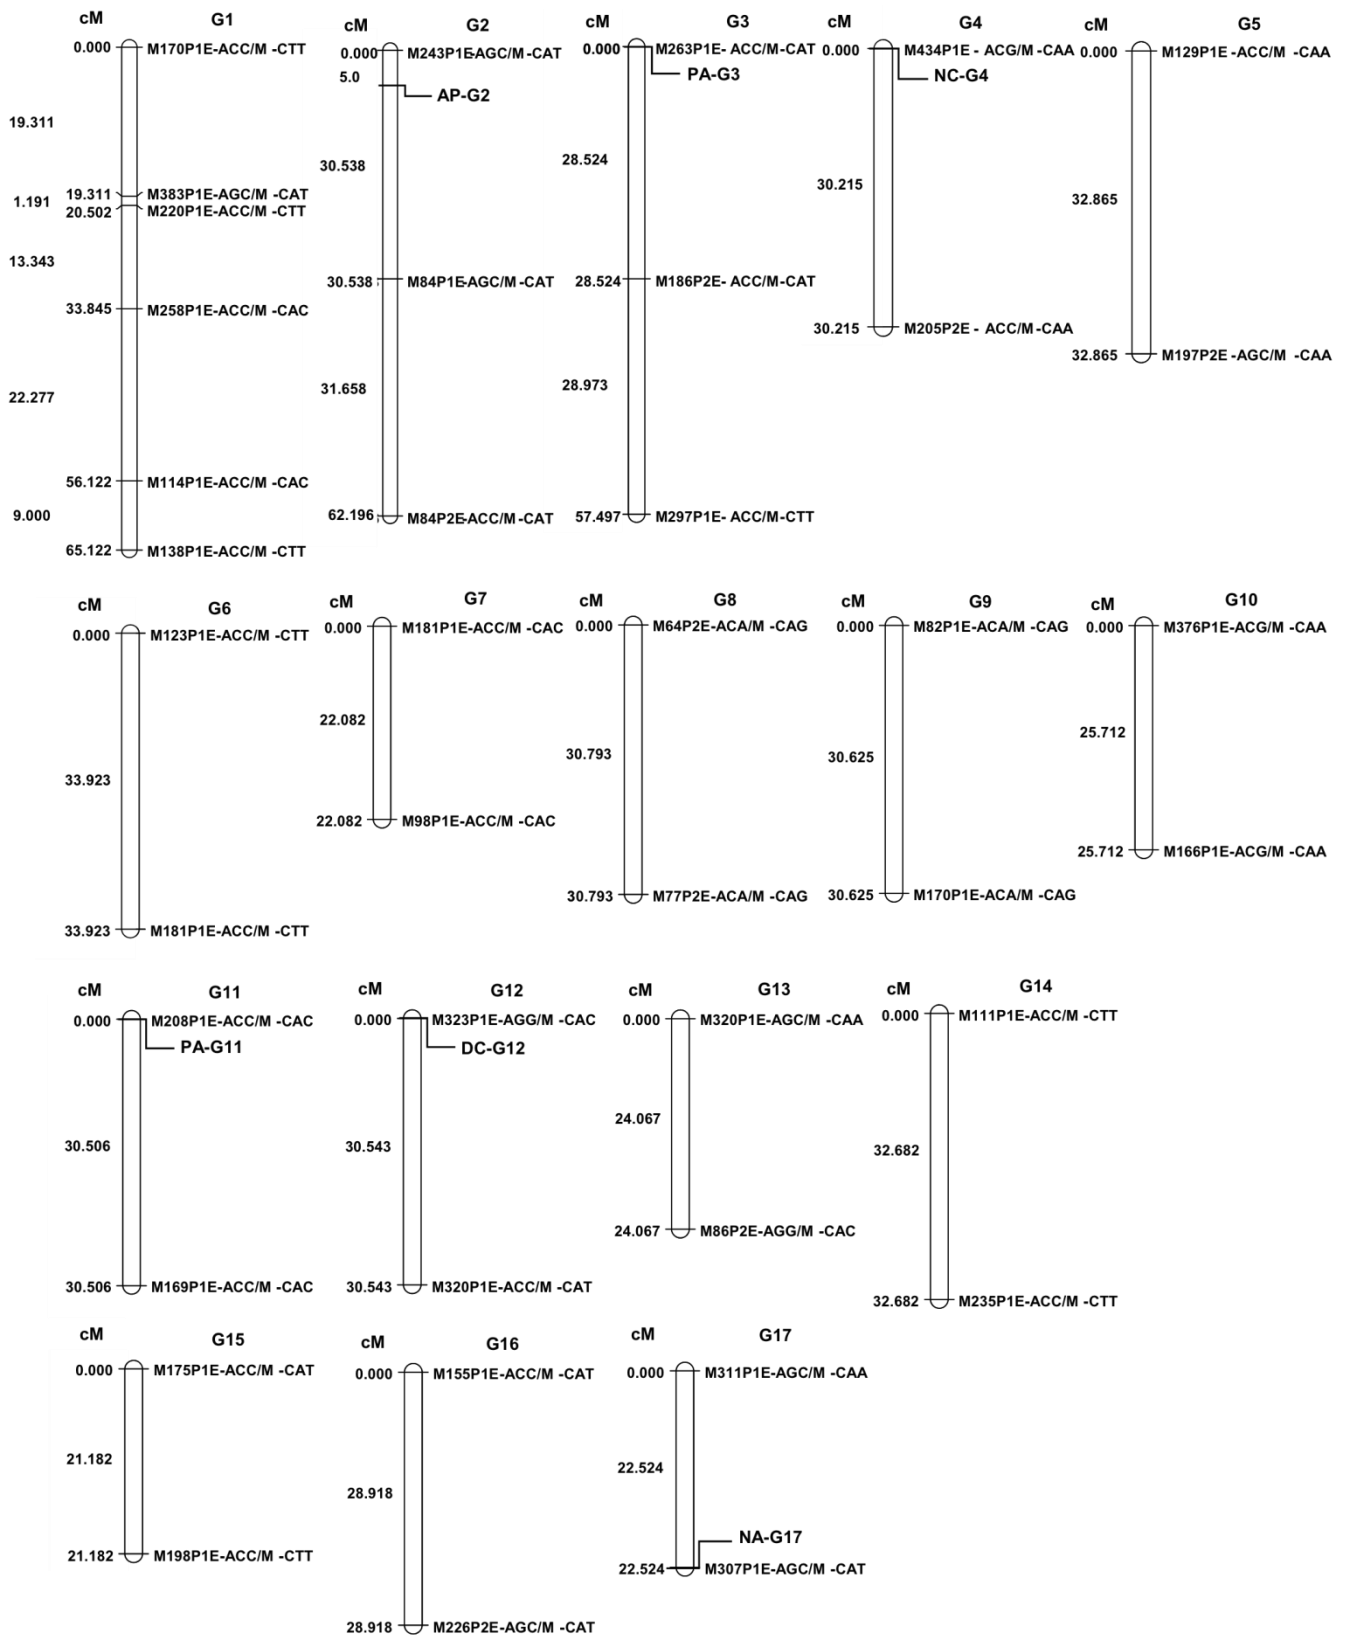 cM G1
0.000 M170P1E-ACC/M -CTT
19.311
19.311 M383P1E-AGC/M -CAT
1.191
20.502 M220P1E-ACC/M -CTT
13.343
33.845 M258P1E-ACC/M -CAC
22.277
56.122 M114P1E-ACC/M -CAC
9.000
65.122 M138P1E-ACC/M -CTT
cM G2
0.000 M243P1E-AGC/M-CAT
5.0
AP-G2
30.538
30.538 M84P1E-AGC/M-CAT
31.658
62.196 M84P2E-ACC/M-CAT
cM G3
0.000 M263P1E- ACC/M-CAT
PA-G3
28.524
28.524 M186P2E- ACC/M-CAT
28.973
57.497 M297P1E- ACC/M-CTT
cM G4
0.000 M434P1E - ACG/M-CAA
NC-G4
30.215
30.215 M205P2E - ACC/M-CAA
cM G5
0.000 M129P1E -ACC/M -CAA
32.865
32.865 M197P2E -AGC/M -CAA
cM G6
0.000 M123P1E-ACC/M -CTT
33.923
33.923 M181P1E-ACC/M -CTT
cM G7
0.000 M181P1E-ACC/M -CAC
22.082
22.082 M98P1E-ACC/M -CAC
cM G8
0.000 M64P2E-ACA/M -CAG
30.793
30.793 M77P2E-ACA/M -CAG
cM G9
0.000 M82P1E-ACA/M -CAG
30.625
30.625 M170P1E-ACA/M -CAG
cM G10
0.000 M376P1E-ACG/M -CAA
25.712
25.712 M166P1E-ACG/M -CAA
cM G11
0.000 M208P1E-ACC/M -CAC
PA-G11
30.506
30.506 M169P1E-ACC/M -CAC
cM G12
0.000 M323P1E-AGG/M -CAC
DC-G12
30.543
30.543 M320P1E-ACC/M -CAT
cM G13
0.000 M320P1E-AGC/M -CAA
24.067
24.067 M86P2E-AGG/M -CAC
cM G14
0.000 M111P1E-ACC/M -CTT
32.682
32.682 M235P1E-ACC/M -CTT
cM G15
0.000 M175P1E-ACC/M -CAT
21.182
21.182 M198P1E-ACC/M -CTT
cM G16
0.000 M155P1E-ACC/M -CAT
28.918
28.918 M226P2E-AGC/M -CAT
cM G17
0.000 M311P1E-AGC/M -CAA
22.524
NA-G17
22.524 M307P1E-AGC/M -CAT